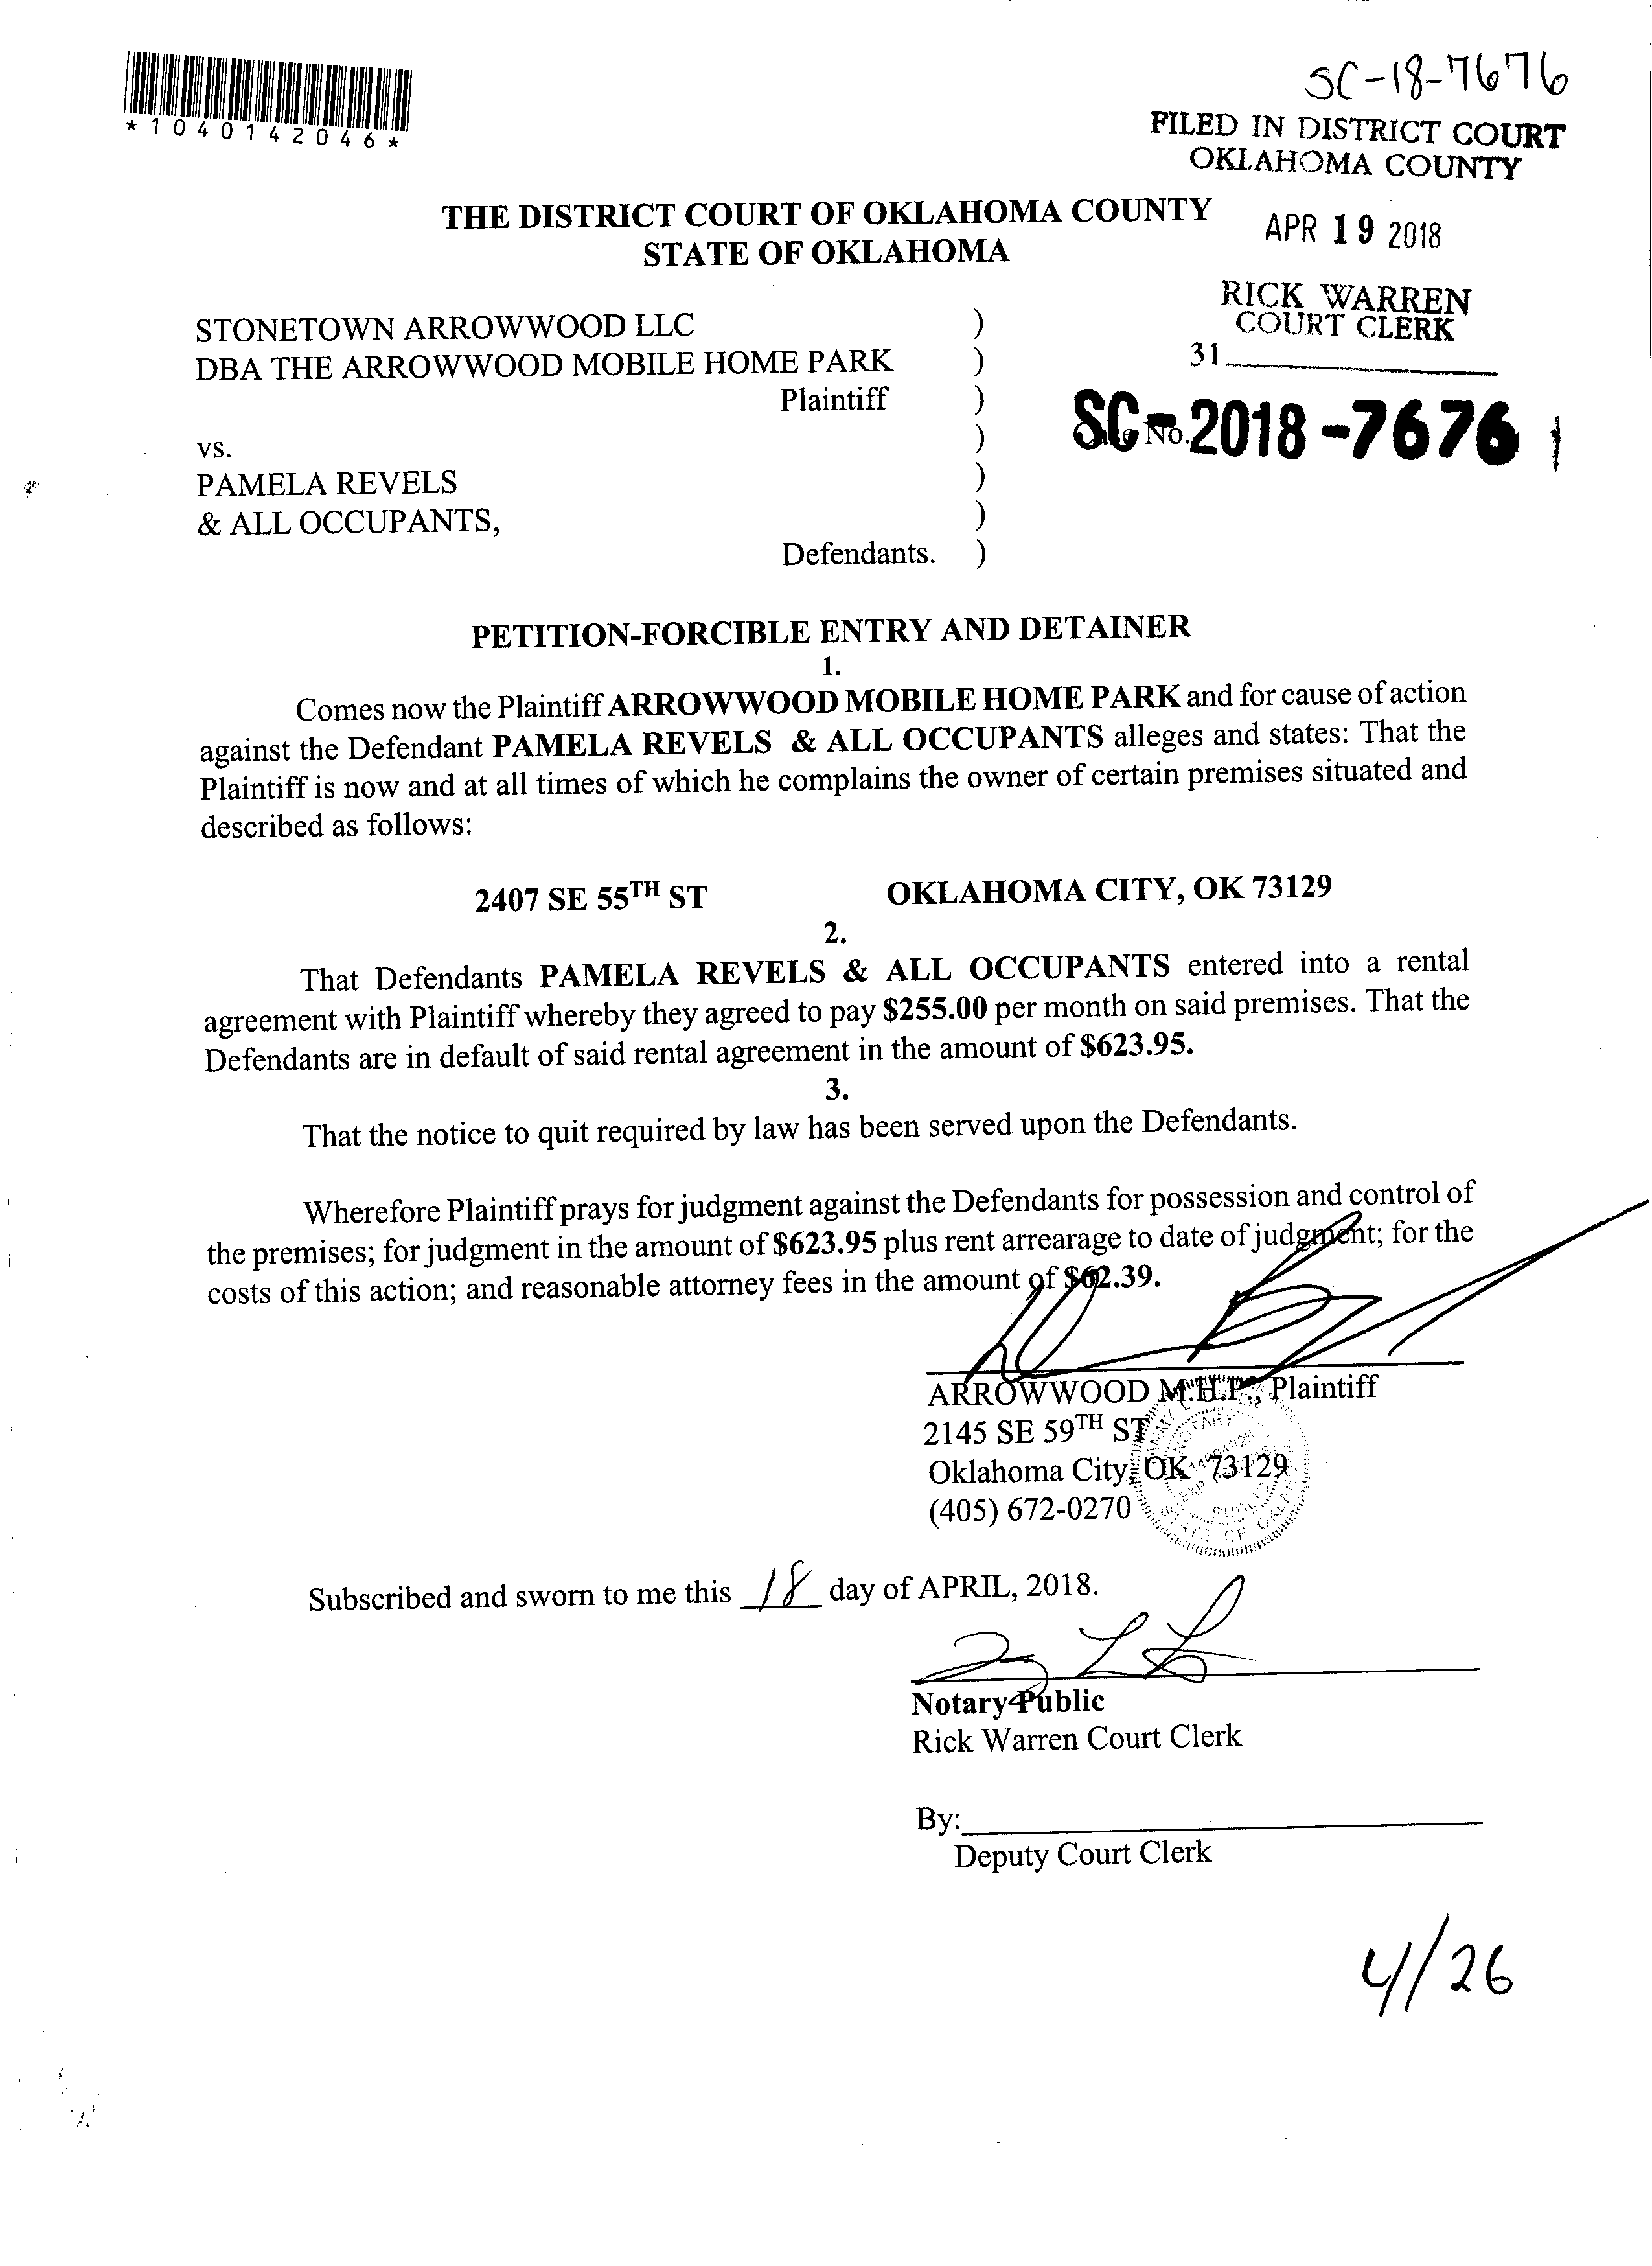 SC-18-7676
*1040142046*
FILED IN DISTRICT COURT
OKLAHOMA COUNTY
THE DISTRICT COURT OF OKLAHOMA COUNTY
STATE OF OKLAHOMA
APR 19 2018
RICK WARREN
COURT CLERK
31
STONETOWN ARROWWOOD LLC )
DBA THE ARROWWOOD MOBILE HOME PARK )
Plaintiff )
SC-2018-7676
No.
vs. )
PAMELA REVELS )
& ALL OCCUPANTS, )
Defendants. )
PETITION-FORCIBLE ENTRY AND DETAINER
1.
Comes now the Plaintiff ARROWWOOD MOBILE HOME PARK and for cause of action
against the Defendant PAMELA REVELS & ALL OCCUPANTS alleges and states: That the
Plaintiff is now and at all times of which he complains the owner of certain premises situated and
described as follows:
2407 SE 55TH ST OKLAHOMA CITY, OK 73129
2.
That Defendants PAMELA REVELS & ALL OCCUPANTS entered into a rental
agreement with Plaintiff whereby they agreed to pay $255.00 per month on said premises. That the
Defendants are in default of said rental agreement in the amount of $623.95.
3.
That the notice to quit required by law has been served upon the Defendants.
Wherefore Plaintiff prays for judgment against the Defendants for possession and control of
the premises; for judgment in the amount of $623.95 plus rent arrearage to date of judgment; for the
costs of this action; and reasonable attorney fees in the amount of $62.39.
ARROWWOOD M.H.P., Plaintiff
2145 SE 59TH ST
Oklahoma City, OK 73129
(405) 672-0270
NOTARY
PUBLIC
STATE OF OKLA
Subscribed and sworn to me this 18 day of APRIL, 2018.
Notary Public
Rick Warren Court Clerk
By:
Deputy Court Clerk
4/26